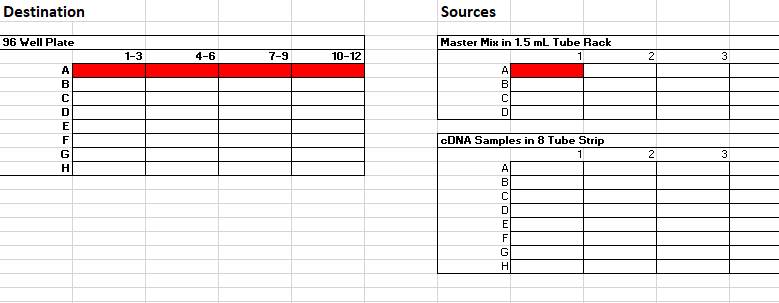 Destination
96 Well Plate
1-3 4-6 7-9 10-12
A
B
C
D
E
F
G
H
Sources
Master Mix in 1.5 mL Tube Rack
1 2 3
A
B
C
D
cDNA Samples in 8 Tube Strip
1 2 3
A
B
C
D
E
F
G
H